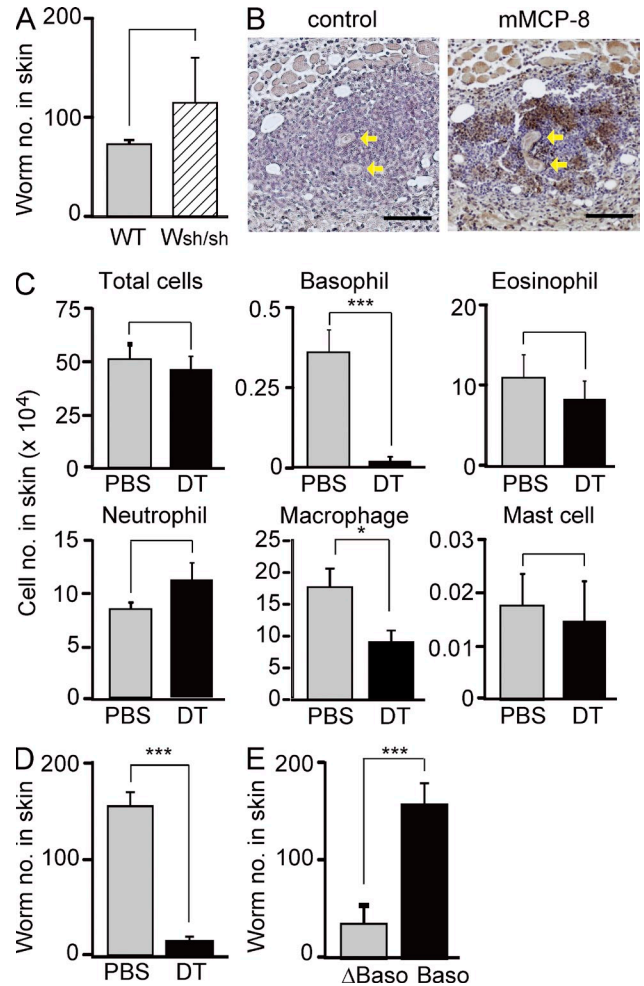 A
200
100
0
Worm no. in skin
WT
Wsh/sh
B
control
mMCP-8
C
Cell no. in skin (x 10⁴)
Total cells
75
50
25
0
PBS
DT
Basophil
***
0.5
0.25
0
PBS
DT
Eosinophil
20
10
0
PBS
DT
Neutrophil
15
10
5
0
PBS
DT
Macrophage
*
25
20
15
10
5
0
PBS
DT
Mast cell
0.03
0.02
0.01
0
PBS
DT
D
***
200
100
0
Worm no. in skin
PBS
DT
E
***
200
100
0
Worm no. in skin
ΔBaso
Baso